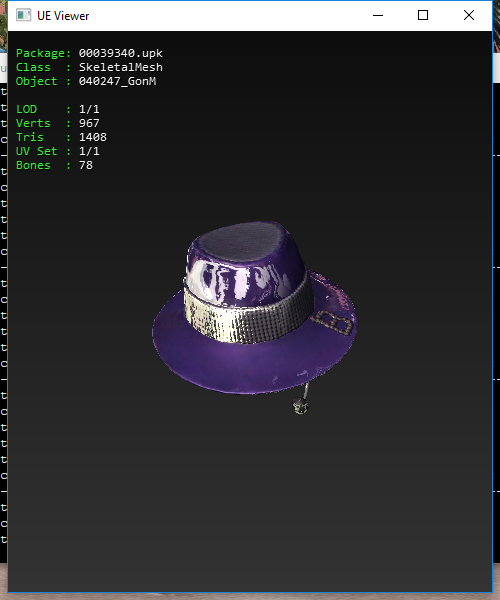 UE Viewer
Package: 00039340.upk
Class : SkeletalMesh
Object : 040247_GonM
LOD : 1/1
Verts : 967
Tris : 1408
UV Set : 1/1
Bones : 78